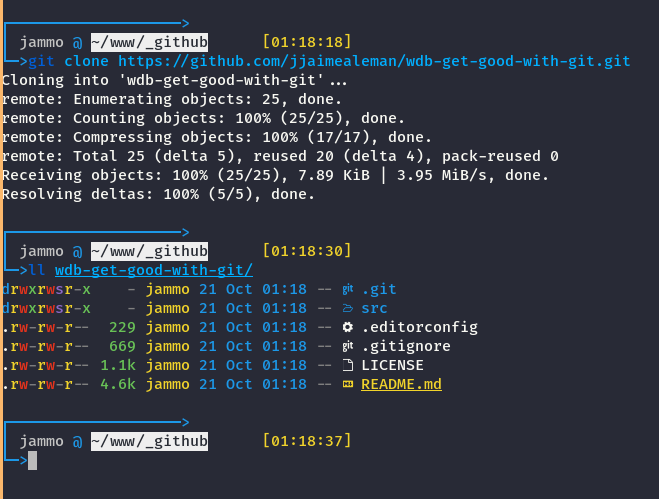 jammo @ ~/www/_github [01:18:18]
>git clone https://github.com/jjaimealeman/wdb-get-good-with-git.git
Cloning into 'wdb-get-good-with-git'...
remote: Enumerating objects: 25, done.
remote: Counting objects: 100% (25/25), done.
remote: Compressing objects: 100% (17/17), done.
remote: Total 25 (delta 5), reused 20 (delta 4), pack-reused 0
Receiving objects: 100% (25/25), 7.89 KiB | 3.95 MiB/s, done.
Resolving deltas: 100% (5/5), done.
jammo @ ~/www/_github [01:18:30]
>ll wdb-get-good-with-git/
drwxrwsr-x - jammo 21 Oct 01:18 -- git .git
drwxrwsr-x - jammo 21 Oct 01:18 -- src
.rw-rw-r-- 229 jammo 21 Oct 01:18 -- .editorconfig
.rw-rw-r-- 669 jammo 21 Oct 01:18 -- git .gitignore
.rw-rw-r-- 1.1k jammo 21 Oct 01:18 -- LICENSE
.rw-rw-r-- 4.6k jammo 21 Oct 01:18 -- README.md
jammo @ ~/www/_github [01:18:37]
>